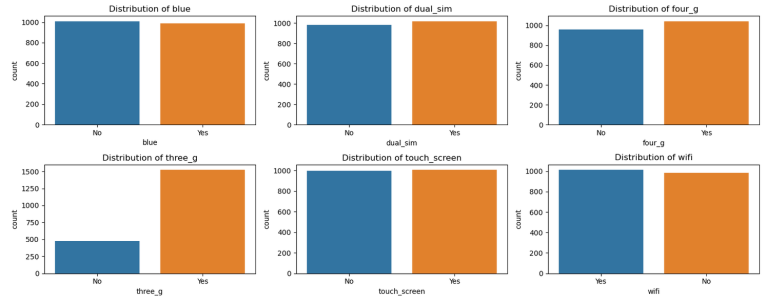 Distribution of blue
1000
800
600
400
200
0
count
No Yes
blue
Distribution of dual_sim
1000
800
600
400
200
0
count
No Yes
dual_sim
Distribution of four_g
1000
800
600
400
200
0
count
No Yes
four_g
Distribution of three_g
1500
1250
1000
750
500
250
0
count
No Yes
three_g
Distribution of touch_screen
1000
800
600
400
200
0
count
No Yes
touch_screen
Distribution of wifi
1000
800
600
400
200
0
count
Yes No
wifi